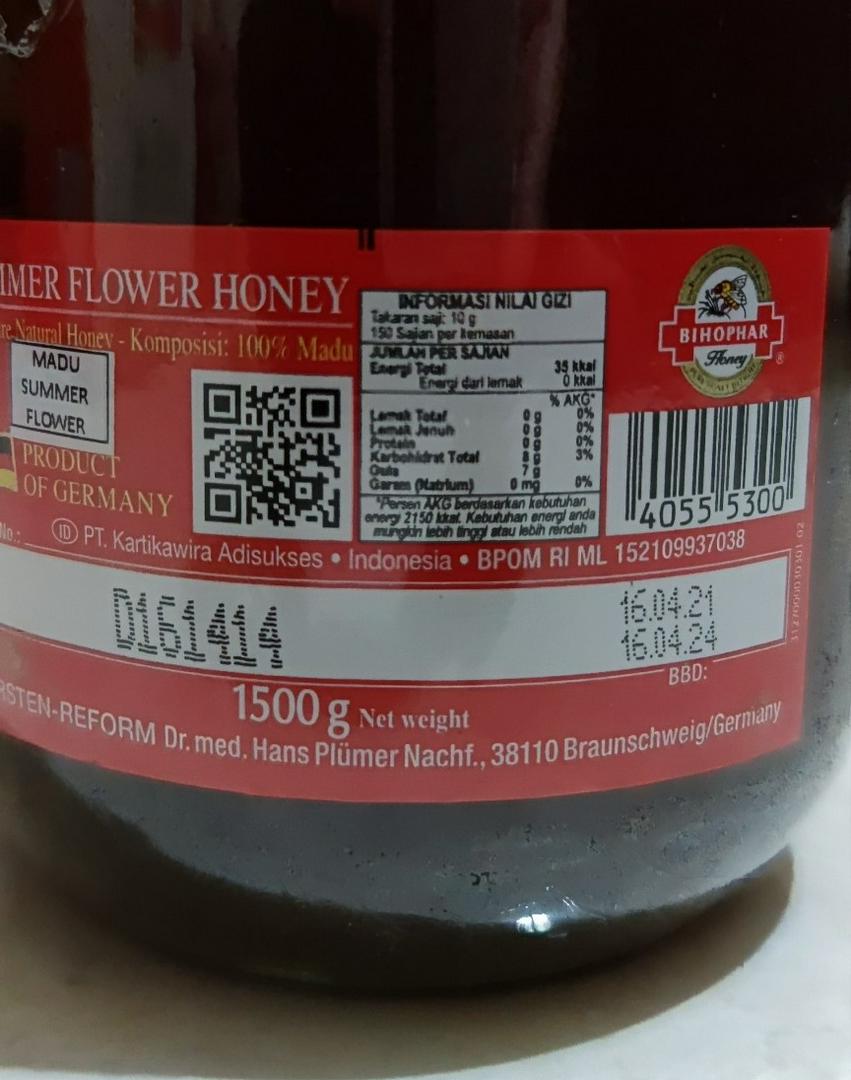 MER FLOWER HONEY
Natural Honey - Komposisi: 100% Madu
MADU
SUMMER
FLOWER
PRODUCT
OF GERMANY
INFORMASI NILAI GIZI
Takaran saji: 10 g
150 Sajian per kemasan
JUMLAH PER SAJIAN
Energi Total 35 kkal
Energi dari lemak 0 kkal
% AKG*
Lemak Total 0 g 0%
Lemak Jenuh 0 g 0%
Protein 0 g 0%
Karbohidrat Total 8 g 3%
Gula 7 g
Garam (Natrium) 0 mg 0%
*Persen AKG berdasarkan kebutuhan
energy 2150 kkal. Kebutuhan energi anda
mungkin lebih tinggi atau lebih rendah
BIHOPHAR
Honey
®
4055 5300
No.:
ID PT. Kartikawira Adisukses • Indonesia • BPOM RI ML 152109937038
D161414
16.04.21
16.04.24
BBD:
1500 g Net weight
RSTEN-REFORM Dr. med. Hans Plümer Nachf., 38110 Braunschweig/Germany